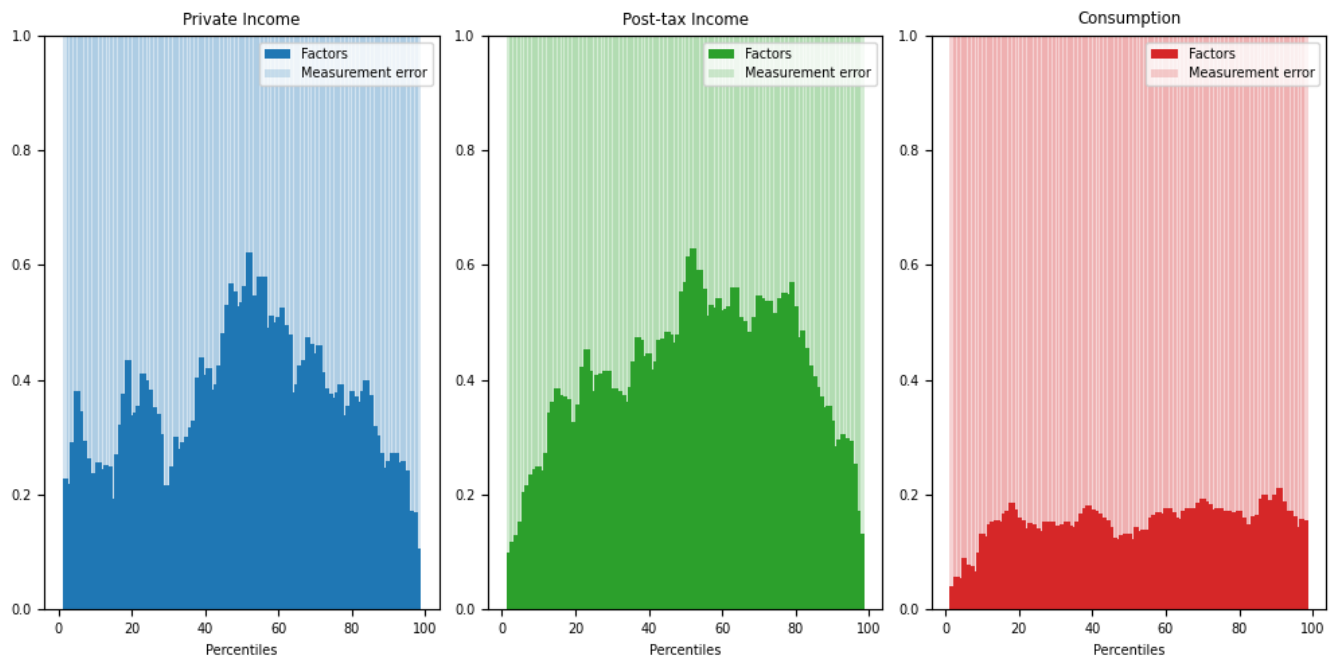 Private Income
Factors
Measurement error
1.0
0.8
0.6
0.4
0.2
0.0
0 20 40 60 80 100
Percentiles
Post-tax Income
Factors
Measurement error
1.0
0.8
0.6
0.4
0.2
0.0
0 20 40 60 80 100
Percentiles
Consumption
Factors
Measurement error
1.0
0.8
0.6
0.4
0.2
0.0
0 20 40 60 80 100
Percentiles